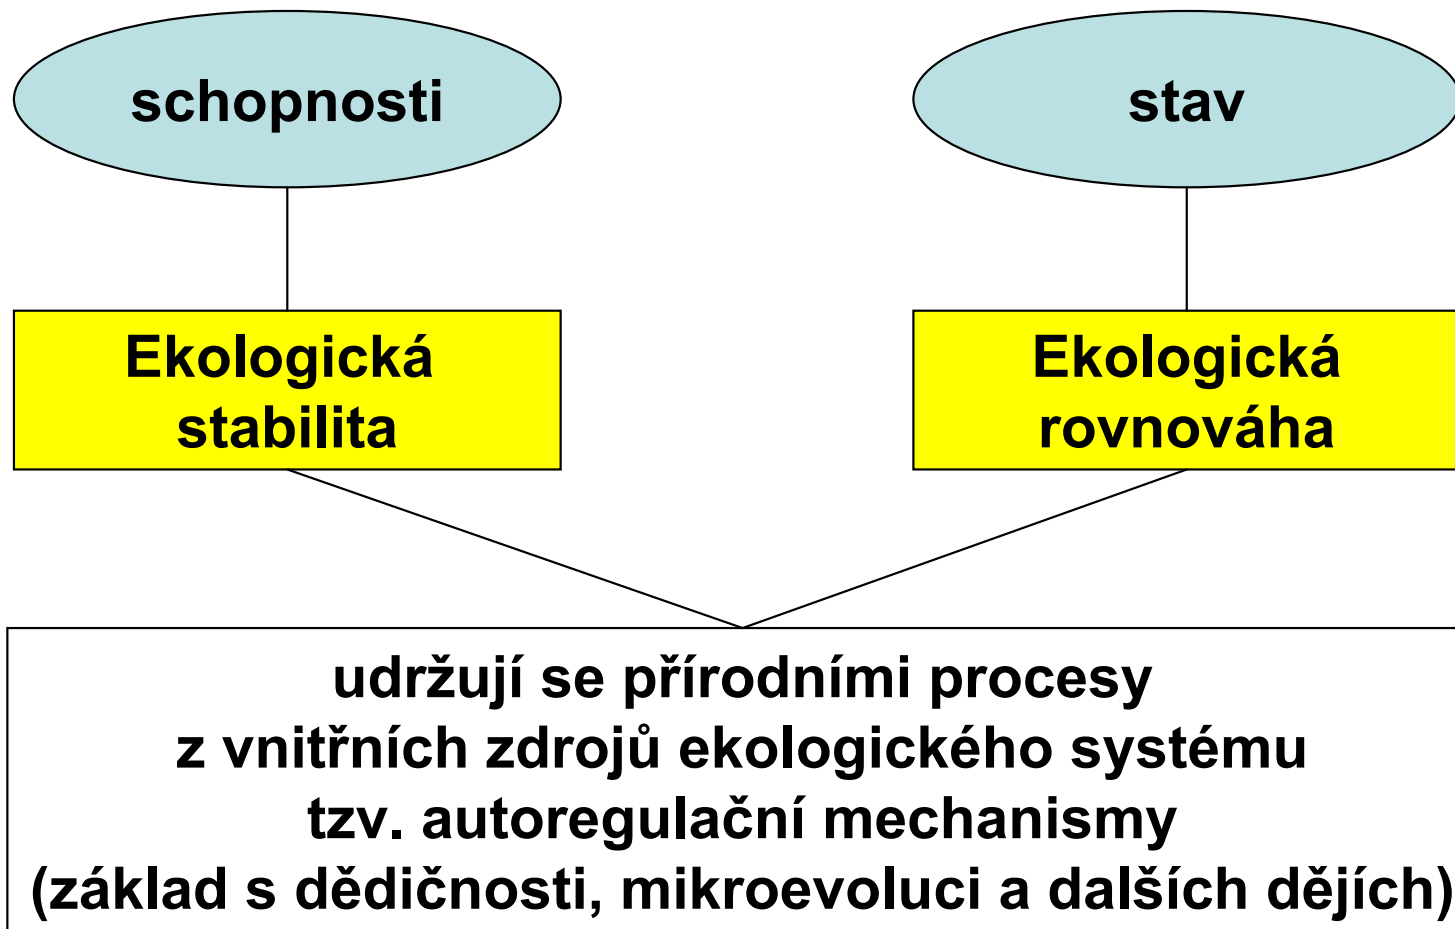 schopnosti
stav
Ekologická
stabilita
Ekologická
rovnováha
udržují se přírodními procesy
z vnitřních zdrojů ekologického systému
tzv. autoregulační mechanismy
(základ s dědičnosti, mikroevoluci a dalších dějích)